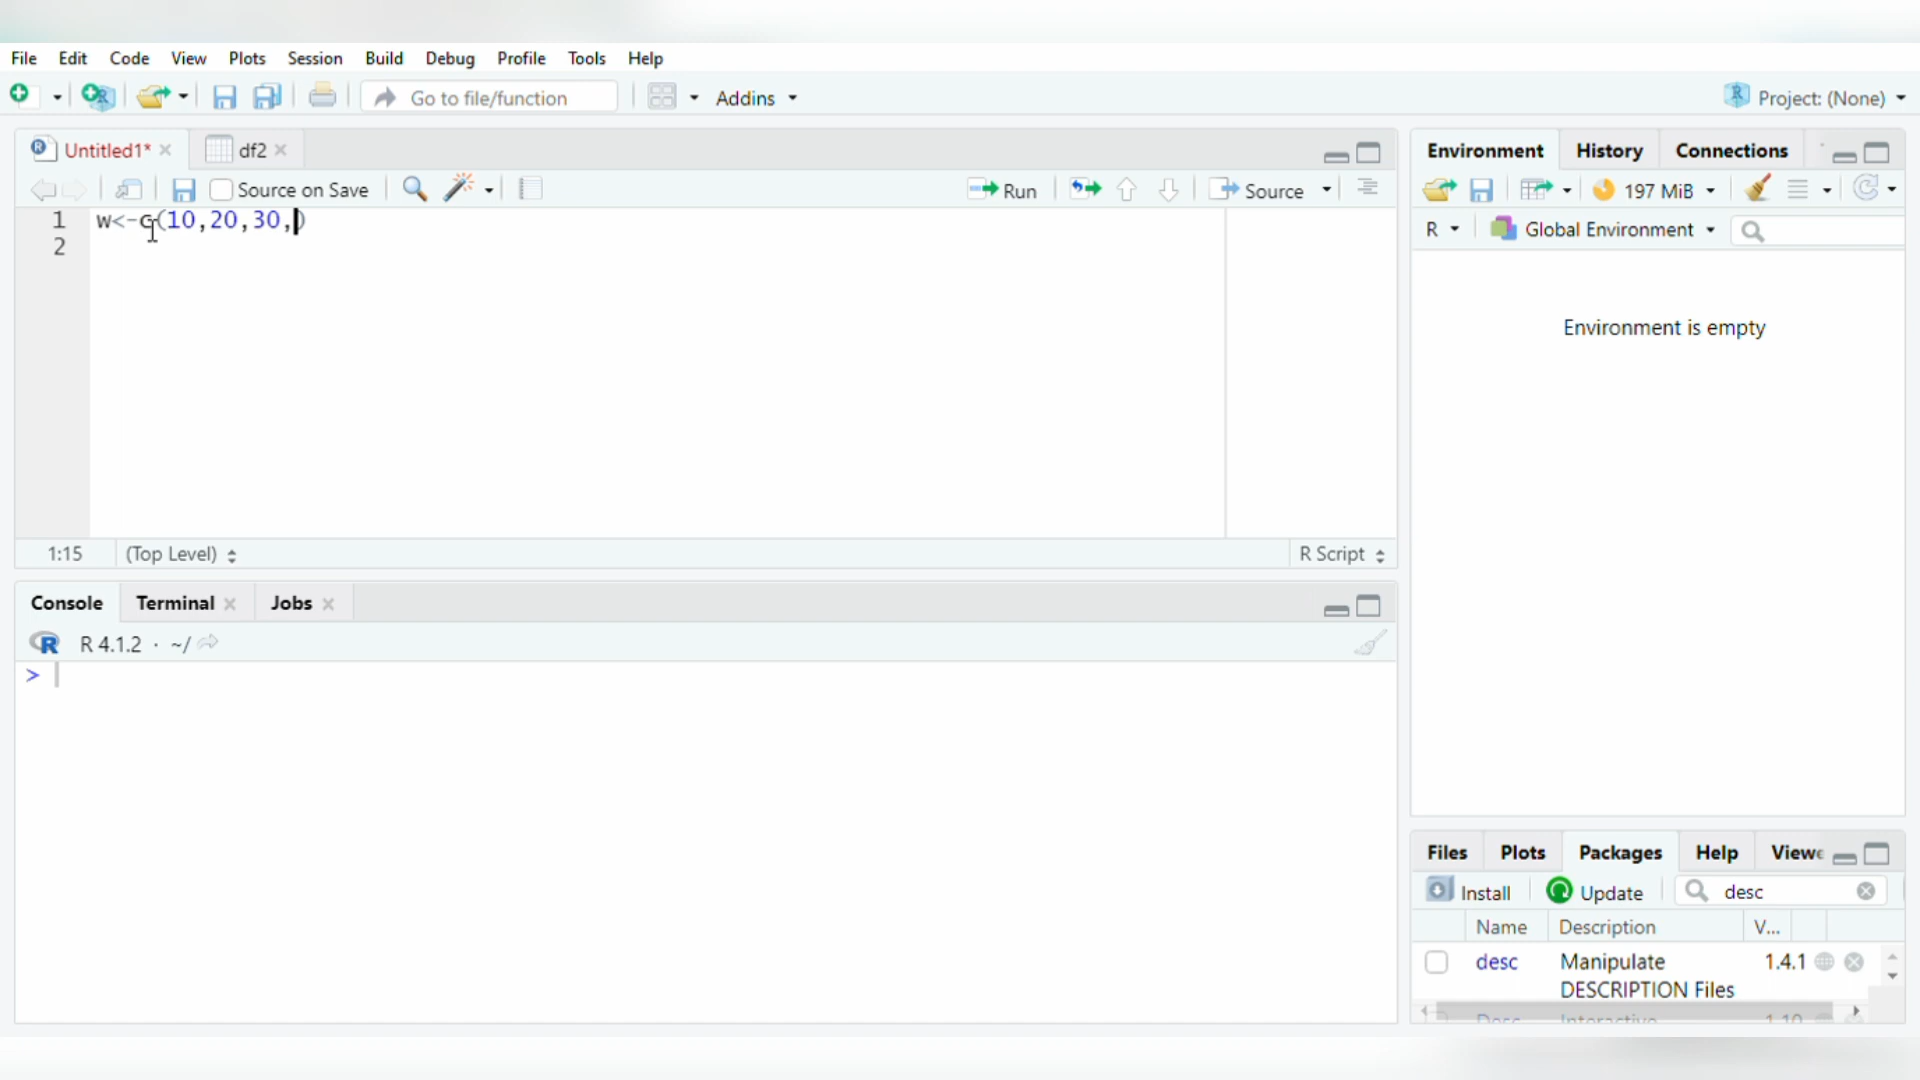 File Edit Code View Plots Session Build Debug Profile Tools Help
Go to file/function Addins Project: (None)
Untitled1* df2
Source on Save Run Source
1 w<-c(10,20,30,)
2
1:15 (Top Level) R Script
Console Terminal Jobs
R 4.1.2 · ~/
>
Environment History Connections
197 MiB
R Global Environment
Environment is empty
Files Plots Packages Help Viewe
Install Update desc
Name Description V...
desc Manipulate 1.4.1
DESCRIPTION Files